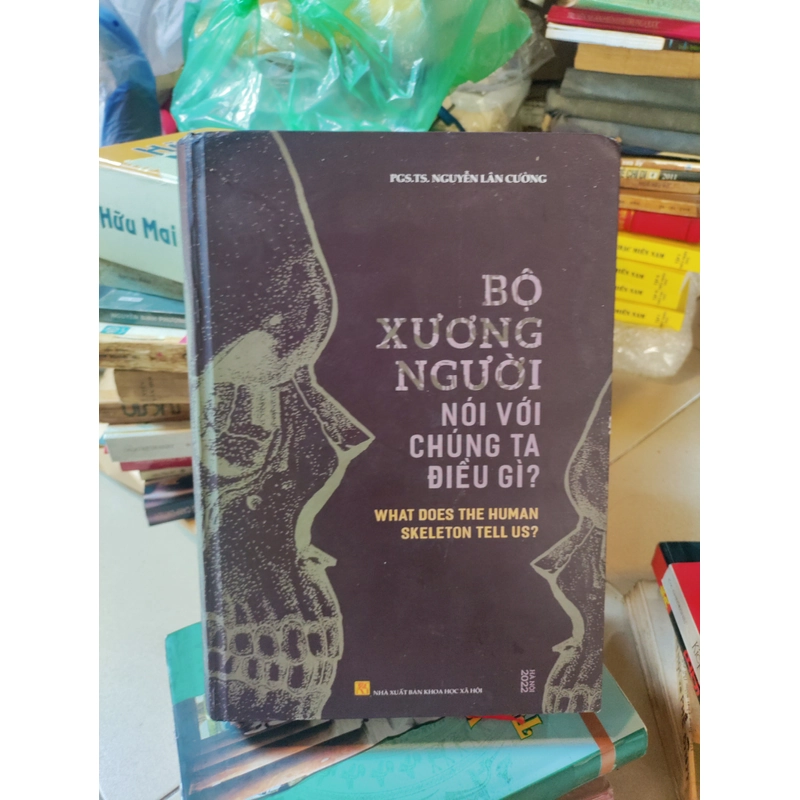 PGS.TS. NGUYỄN LÂN CƯỜNG
BỘ
XƯƠNG
NGƯỜI
NÓI VỚI
CHÚNG TA
ĐIỀU GÌ?
WHAT DOES THE HUMAN
SKELETON TELL US?
NHÀ XUẤT BẢN KHOA HỌC XÃ HỘI
HÀ NỘI
2022
Hữu Mai
2011